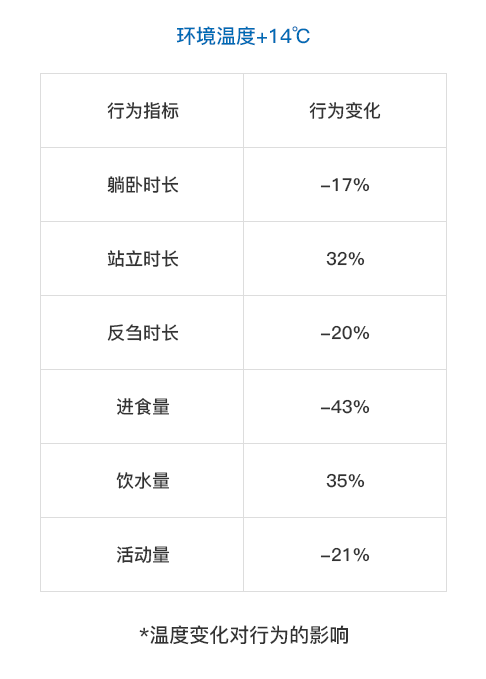 环境温度+14℃
行为指标 行为变化
躺卧时长 -17%
站立时长 32%
反刍时长 -20%
进食量 -43%
饮水量 35%
活动量 -21%
*温度变化对行为的影响